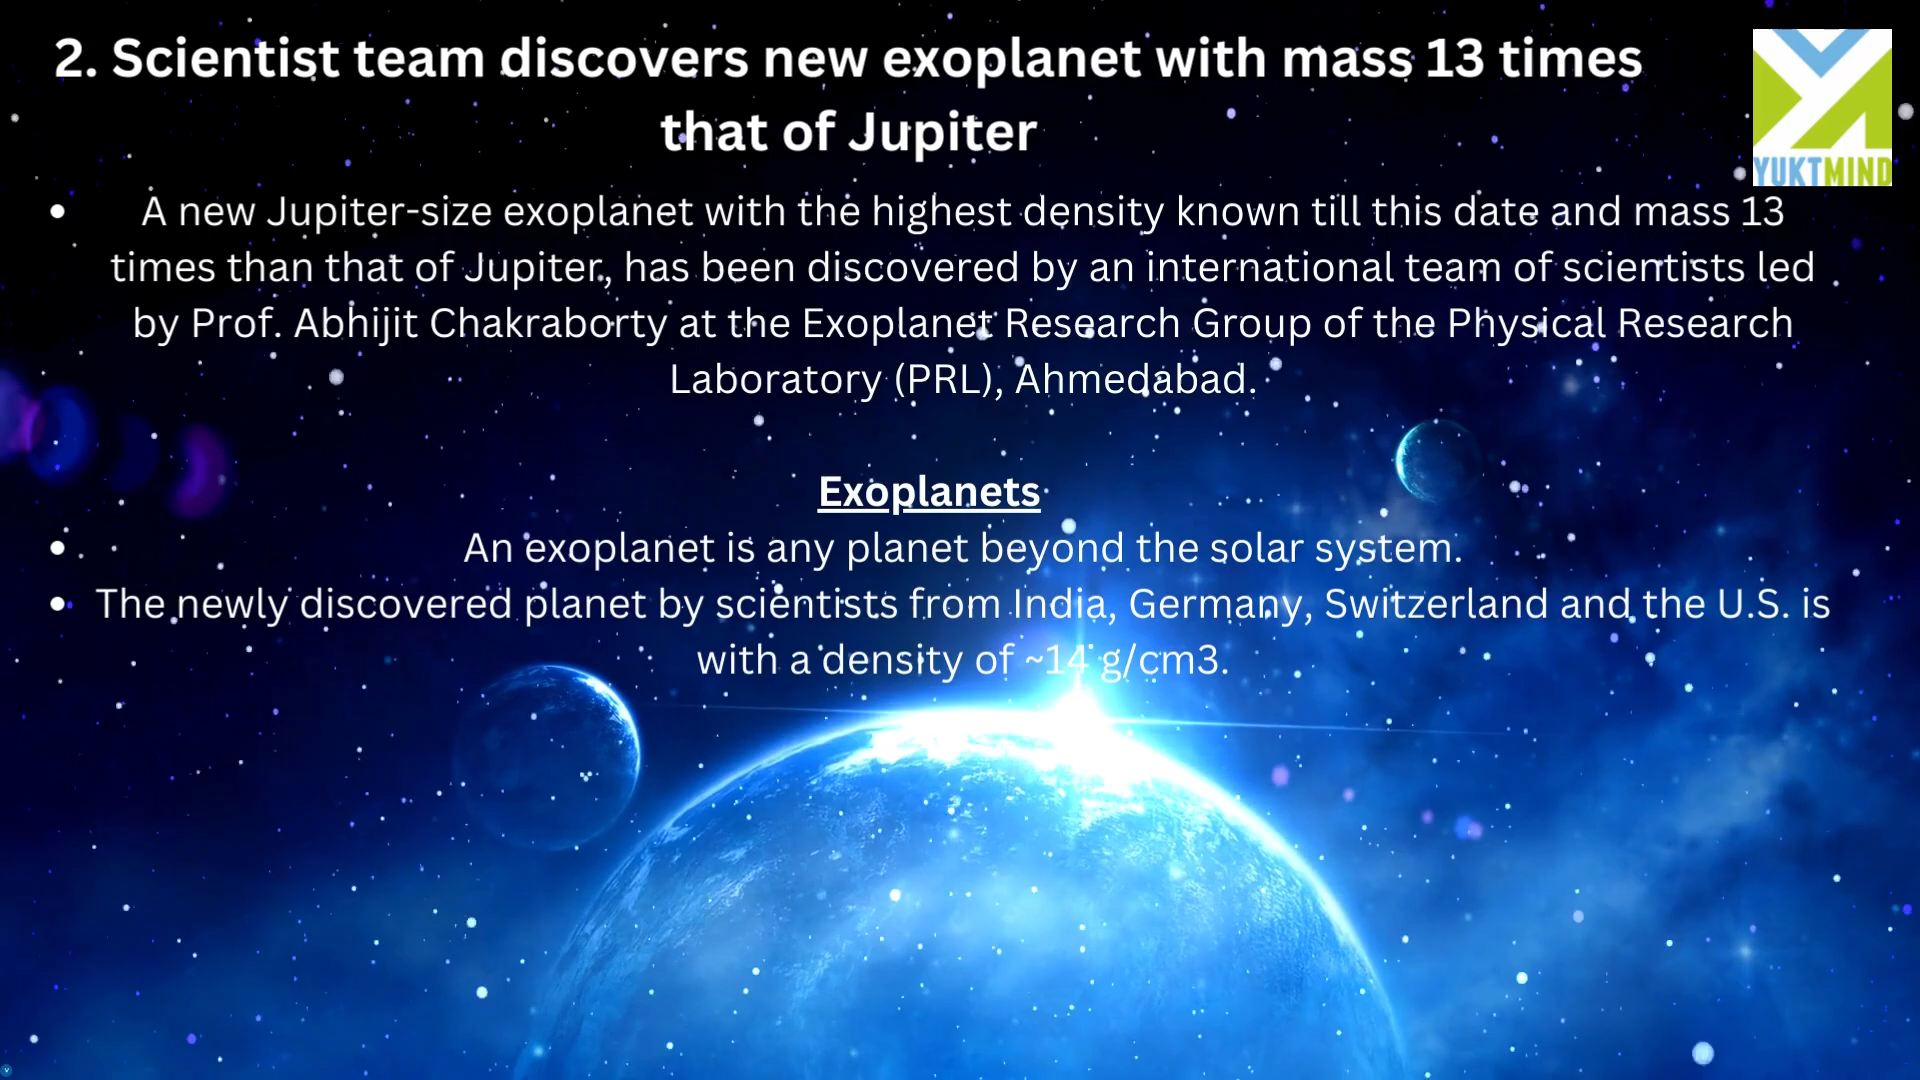 2. Scientist team discovers new exoplanet with mass 13 times
that of Jupiter
YUKTMIND
• A new Jupiter-size exoplanet with the highest density known till this date and mass 13
times than that of Jupiter, has been discovered by an international team of scientists led
by Prof. Abhijit Chakraborty at the Exoplanet Research Group of the Physical Research
Laboratory (PRL), Ahmedabad.
Exoplanets
• An exoplanet is any planet beyond the solar system.
• The newly discovered planet by scientists from India, Germany, Switzerland and the U.S. is
with a density of ~14 g/cm3.